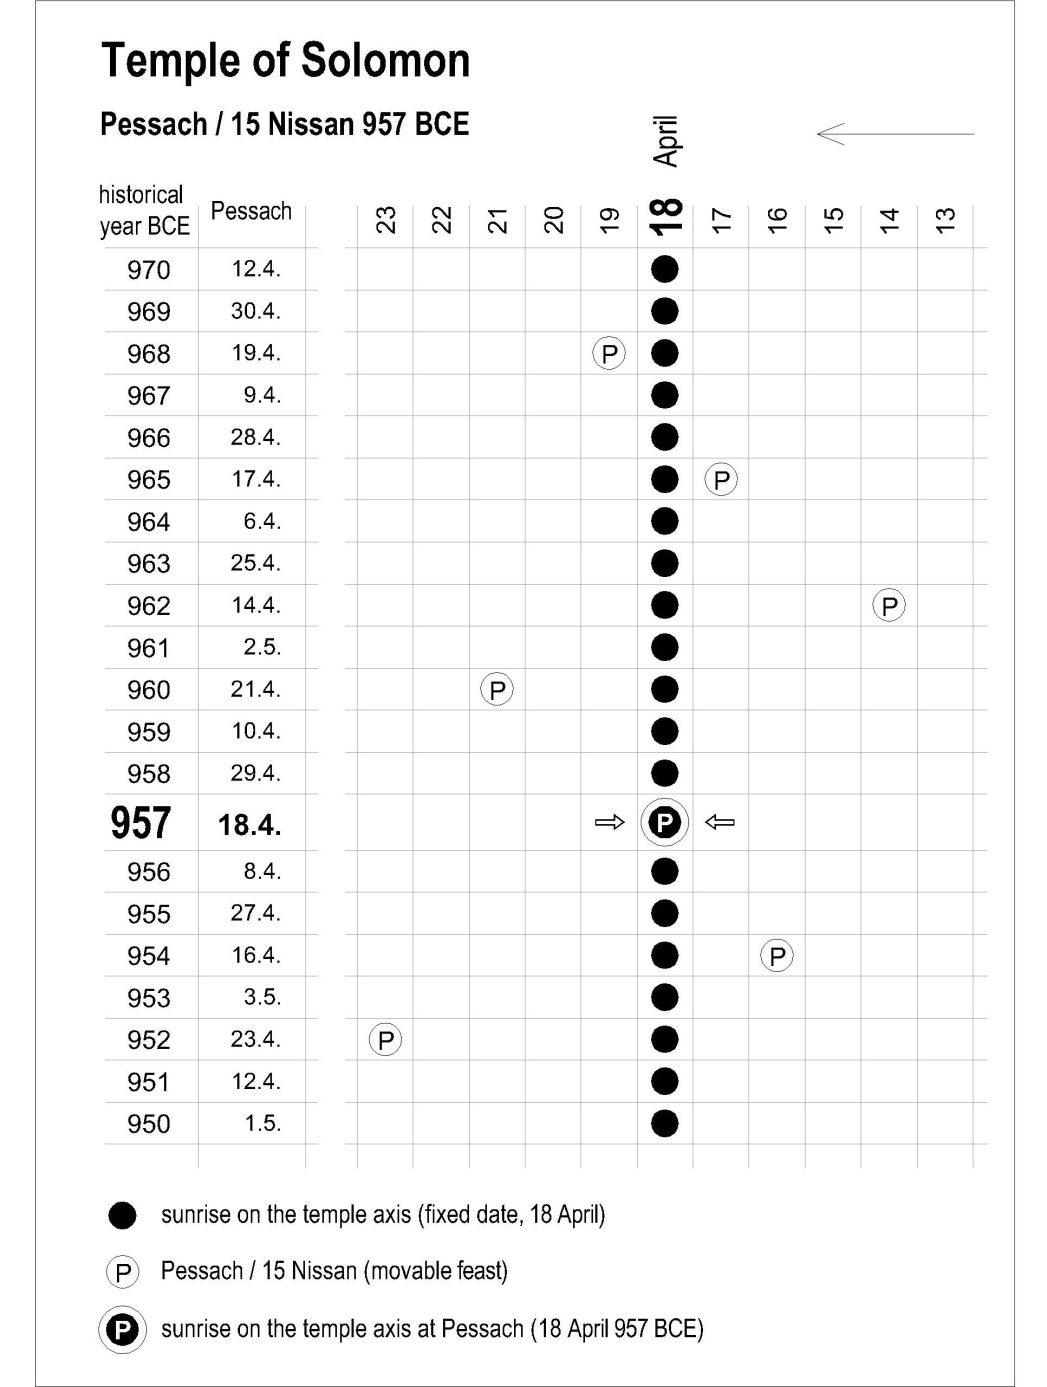 Temple of Solomon
Pessach / 15 Nissan 957 BCE
April
historical
year BCE Pessach 23 22 21 20 19 18 17 16 15 14 13
970 12.4.
969 30.4.
968 19.4. P
967 9.4.
966 28.4.
965 17.4. P
964 6.4.
963 25.4.
962 14.4. P
961 2.5.
960 21.4. P
959 10.4.
958 29.4.
957 18.4. P
956 8.4.
955 27.4.
954 16.4. P
953 3.5.
952 23.4. P
951 12.4.
950 1.5.
sunrise on the temple axis (fixed date, 18 April)
P Pessach / 15 Nissan (movable feast)
P sunrise on the temple axis at Pessach (18 April 957 BCE)